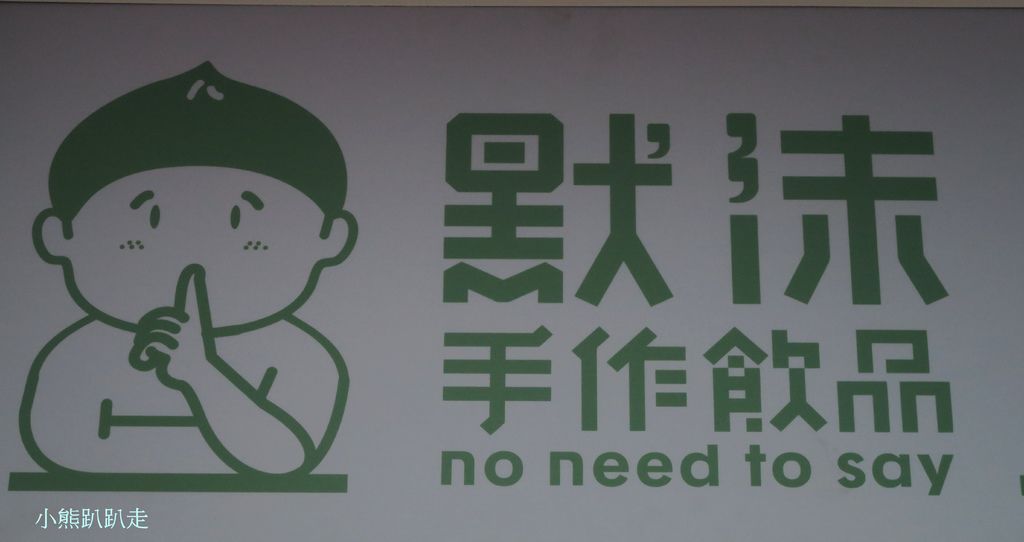 默沫
手作飲品
no need to say
小熊趴趴走